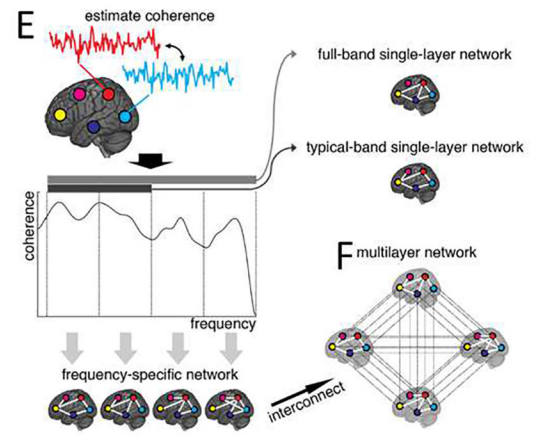 E
estimate coherence
full-band single-layer network
typical-band single-layer network
coherence
frequency
frequency-specific network
interconnect
F
multilayer network